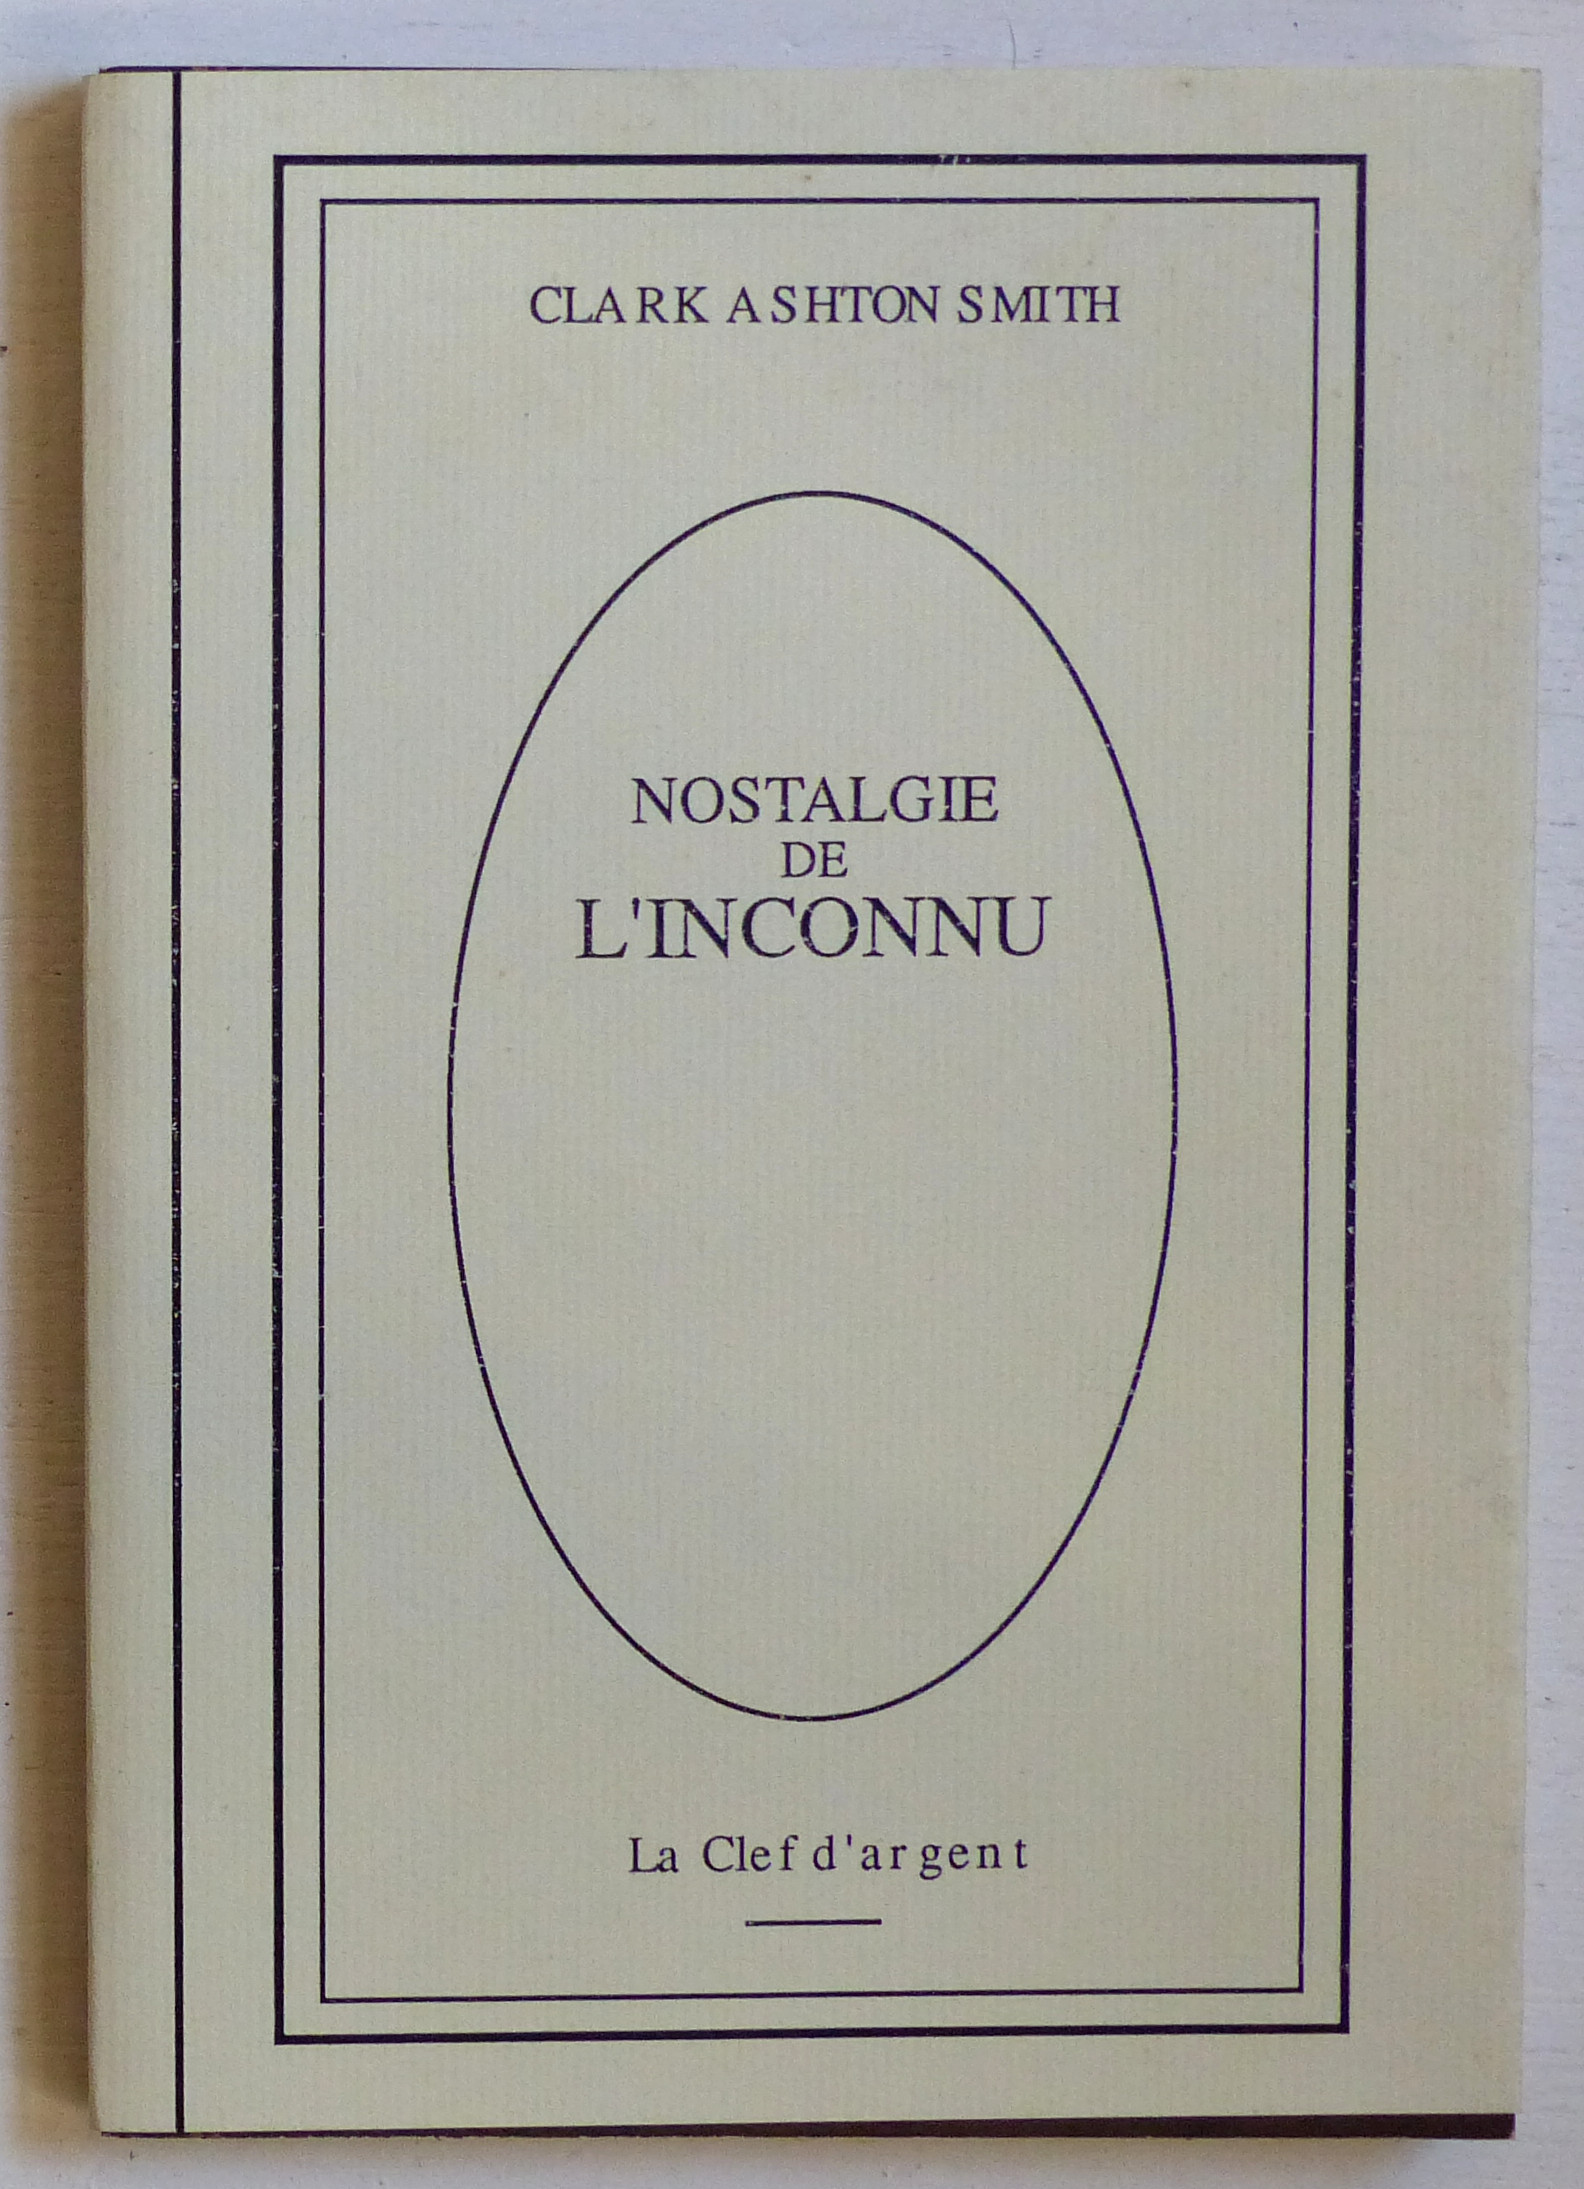 CLARK ASHTON SMITH
NOSTALGIE
DE
L'INCONNU
La Clef d'argent